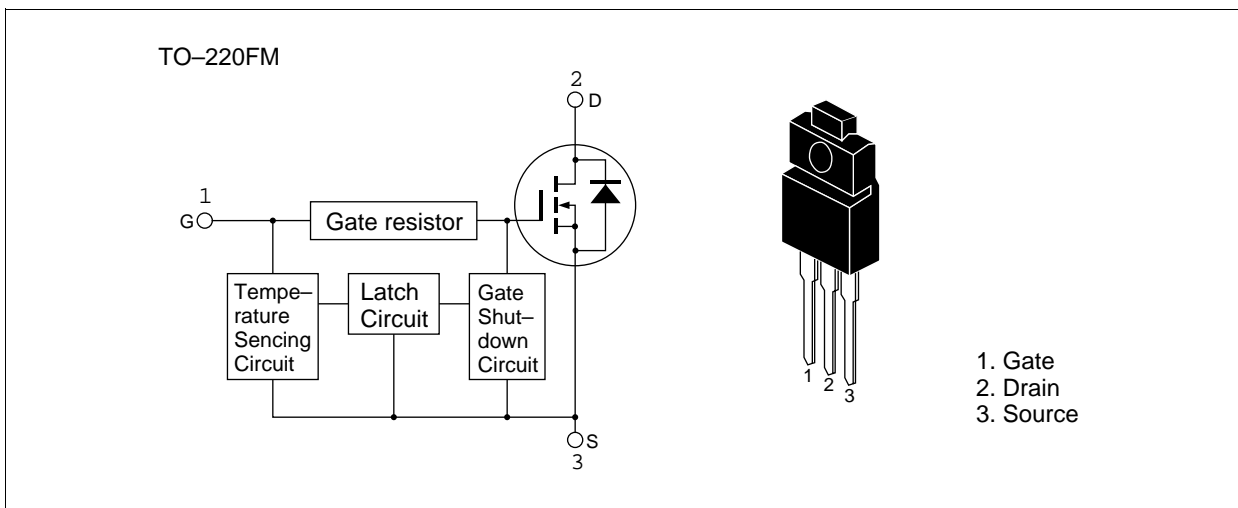 TO–220FM
2
D
1
G
Gate resistor
Tempe–
rature
Sencing
Circuit
Latch
Circuit
Gate
Shut–
down
Circuit
S
3
1
2
3
1. Gate
2. Drain
3. Source